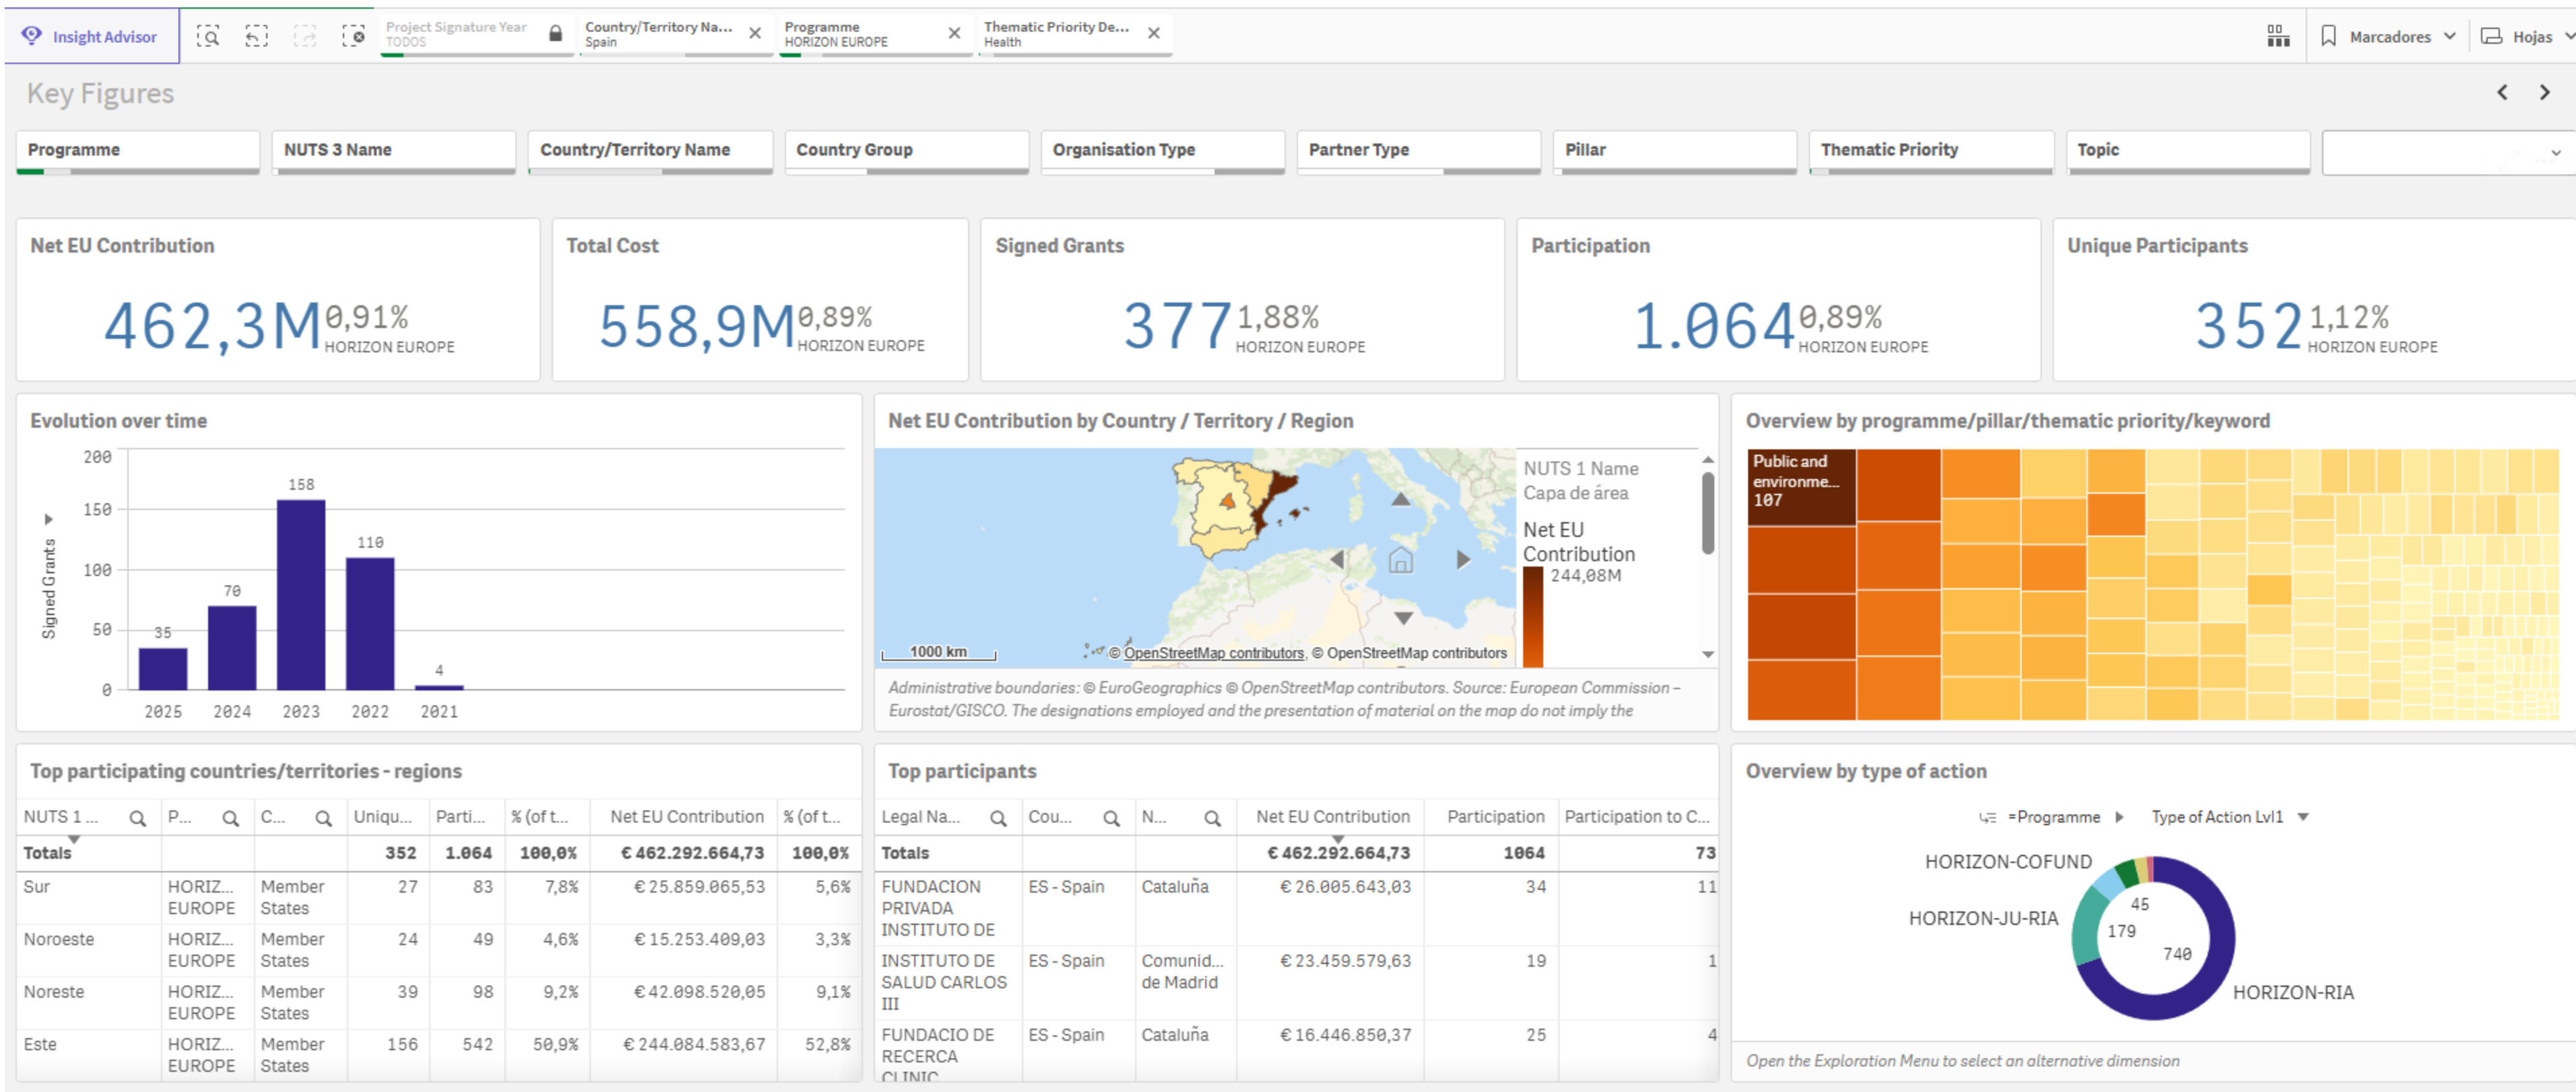 Insight Advisor
Project Signature Year
TODOS
Country/Territory Na...
Spain
Programme
HORIZON EUROPE
Thematic Priority De...
Health
Marcadores
Hojas
Key Figures
Programme
NUTS 3 Name
Country/Territory Name
Country Group
Organisation Type
Partner Type
Pillar
Thematic Priority
Topic
Net EU Contribution
462,3M 0,91%
HORIZON EUROPE
Total Cost
558,9M 0,89%
HORIZON EUROPE
Signed Grants
377 1,88%
HORIZON EUROPE
Participation
1.064 0,89%
HORIZON EUROPE
Unique Participants
352 1,12%
HORIZON EUROPE
Evolution over time
Signed Grants
200
150
100
50
0
35
70
158
110
4
2025 2024 2023 2022 2021
Net EU Contribution by Country / Territory / Region
NUTS 1 Name
Capa de área
Net EU
Contribution
244,08M
1000 km
© OpenStreetMap contributors, © OpenStreetMap contributors
Administrative boundaries: © EuroGeographics © OpenStreetMap contributors. Source: European Commission –
Eurostat/GISCO. The designations employed and the presentation of material on the map do not imply the
Overview by programme/pillar/thematic priority/keyword
Public and
environme...
107
Top participating countries/territories - regions
NUTS 1 ... P... C... Uniqu... Parti... % (of t... Net EU Contribution % (of t...
Totals 352 1.064 100,0% € 462.292.664,73 100,0%
Sur HORIZ... Member 27 83 7,8% € 25.859.065,53 5,6%
EUROPE States
Noroeste HORIZ... Member 24 49 4,6% € 15.253.409,03 3,3%
EUROPE States
Noreste HORIZ... Member 39 98 9,2% € 42.098.520,05 9,1%
EUROPE States
Este HORIZ... Member 156 542 50,9% € 244.084.583,67 52,8%
EUROPE States
Top participants
Legal Na... Cou... N... Net EU Contribution Participation Participation to C...
Totals € 462.292.664,73 1064 73
FUNDACION ES - Spain Cataluña € 26.005.643,03 34 11
PRIVADA
INSTITUTO DE
INSTITUTO DE ES - Spain Comunid... € 23.459.579,63 19 1
SALUD CARLOS de Madrid
III
FUNDACIO DE ES - Spain Cataluña € 16.446.850,37 25 4
RECERCA
CLINIC
Overview by type of action
=Programme Type of Action Lvl1
HORIZON-COFUND
HORIZON-JU-RIA
45
179
740
HORIZON-RIA
Open the Exploration Menu to select an alternative dimension